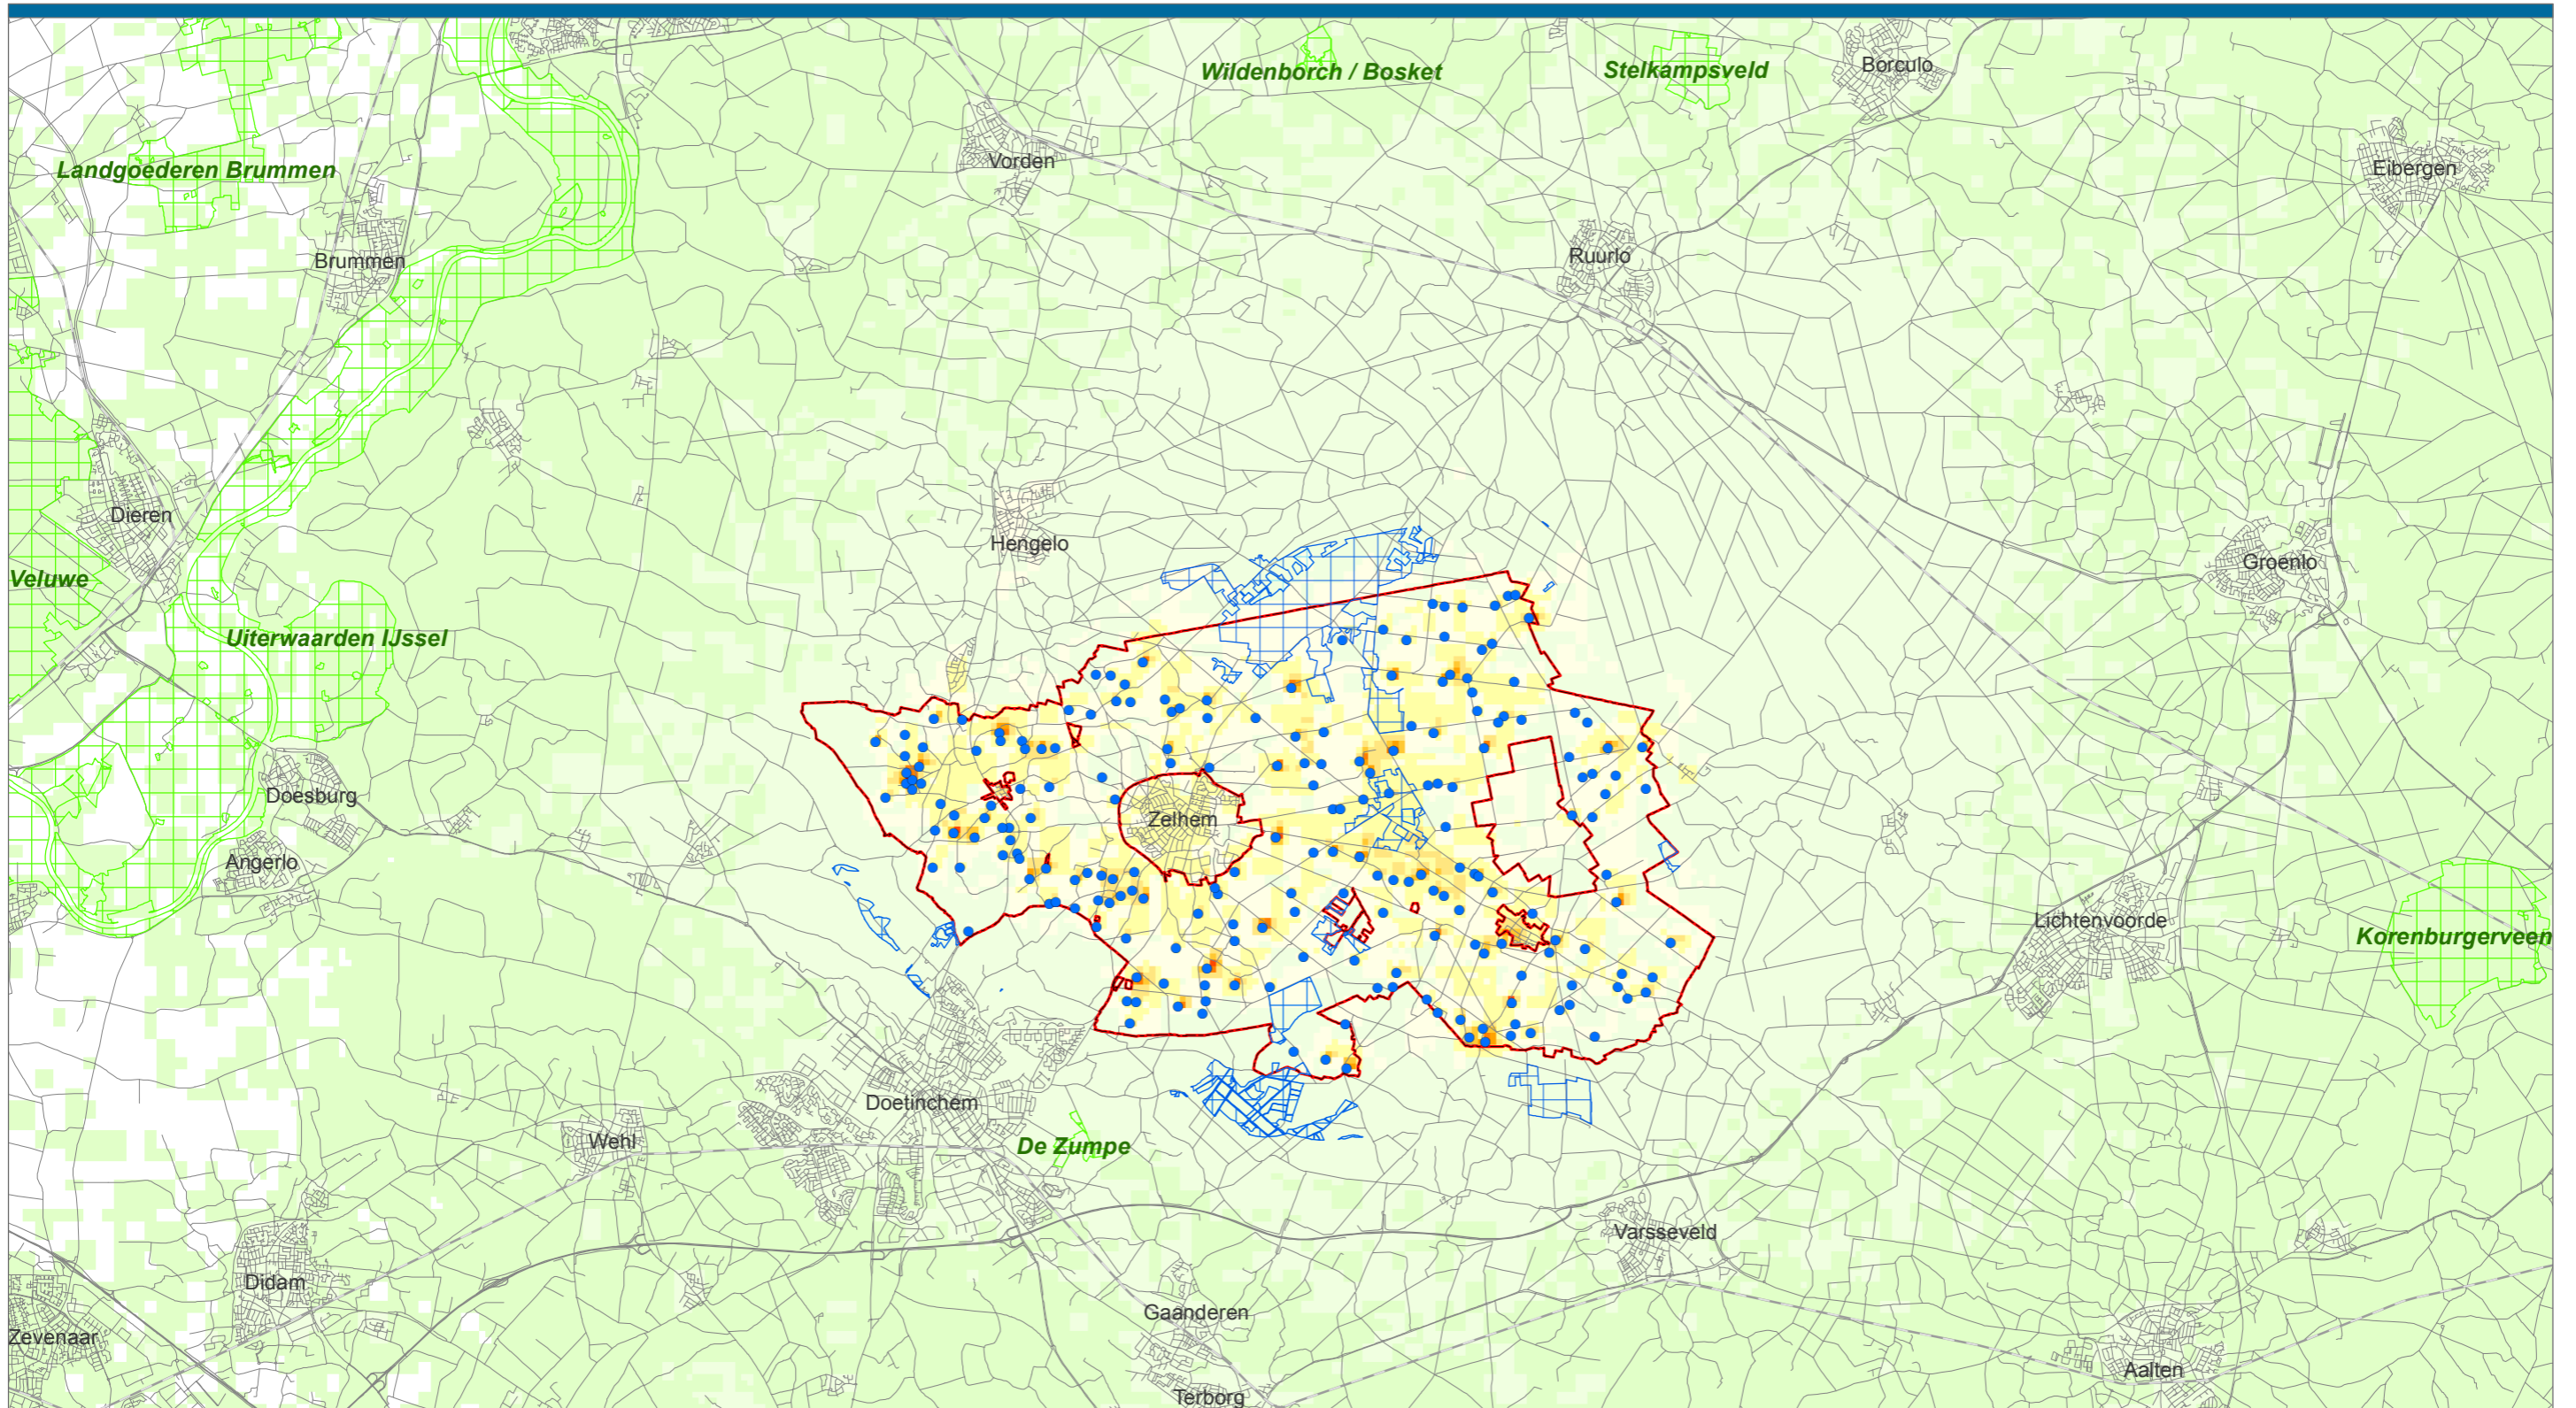 Wildenborch / Bosket
Stelkampsveld
Borculo
Landgoederen Brummen
Vorden
Eibergen
Brummen
Ruurlo
Dieren
Hengelo
Groenlo
Veluwe
Uiterwaarden IJssel
Doesburg
Zelhem
Angerlo
Lichtenvoorde
Korenburgerveen
Doetinchem
Wehl
De Zumpe
Varsseveld
Didam
Gaanderen
Zevenaar
Aalten
Terborg